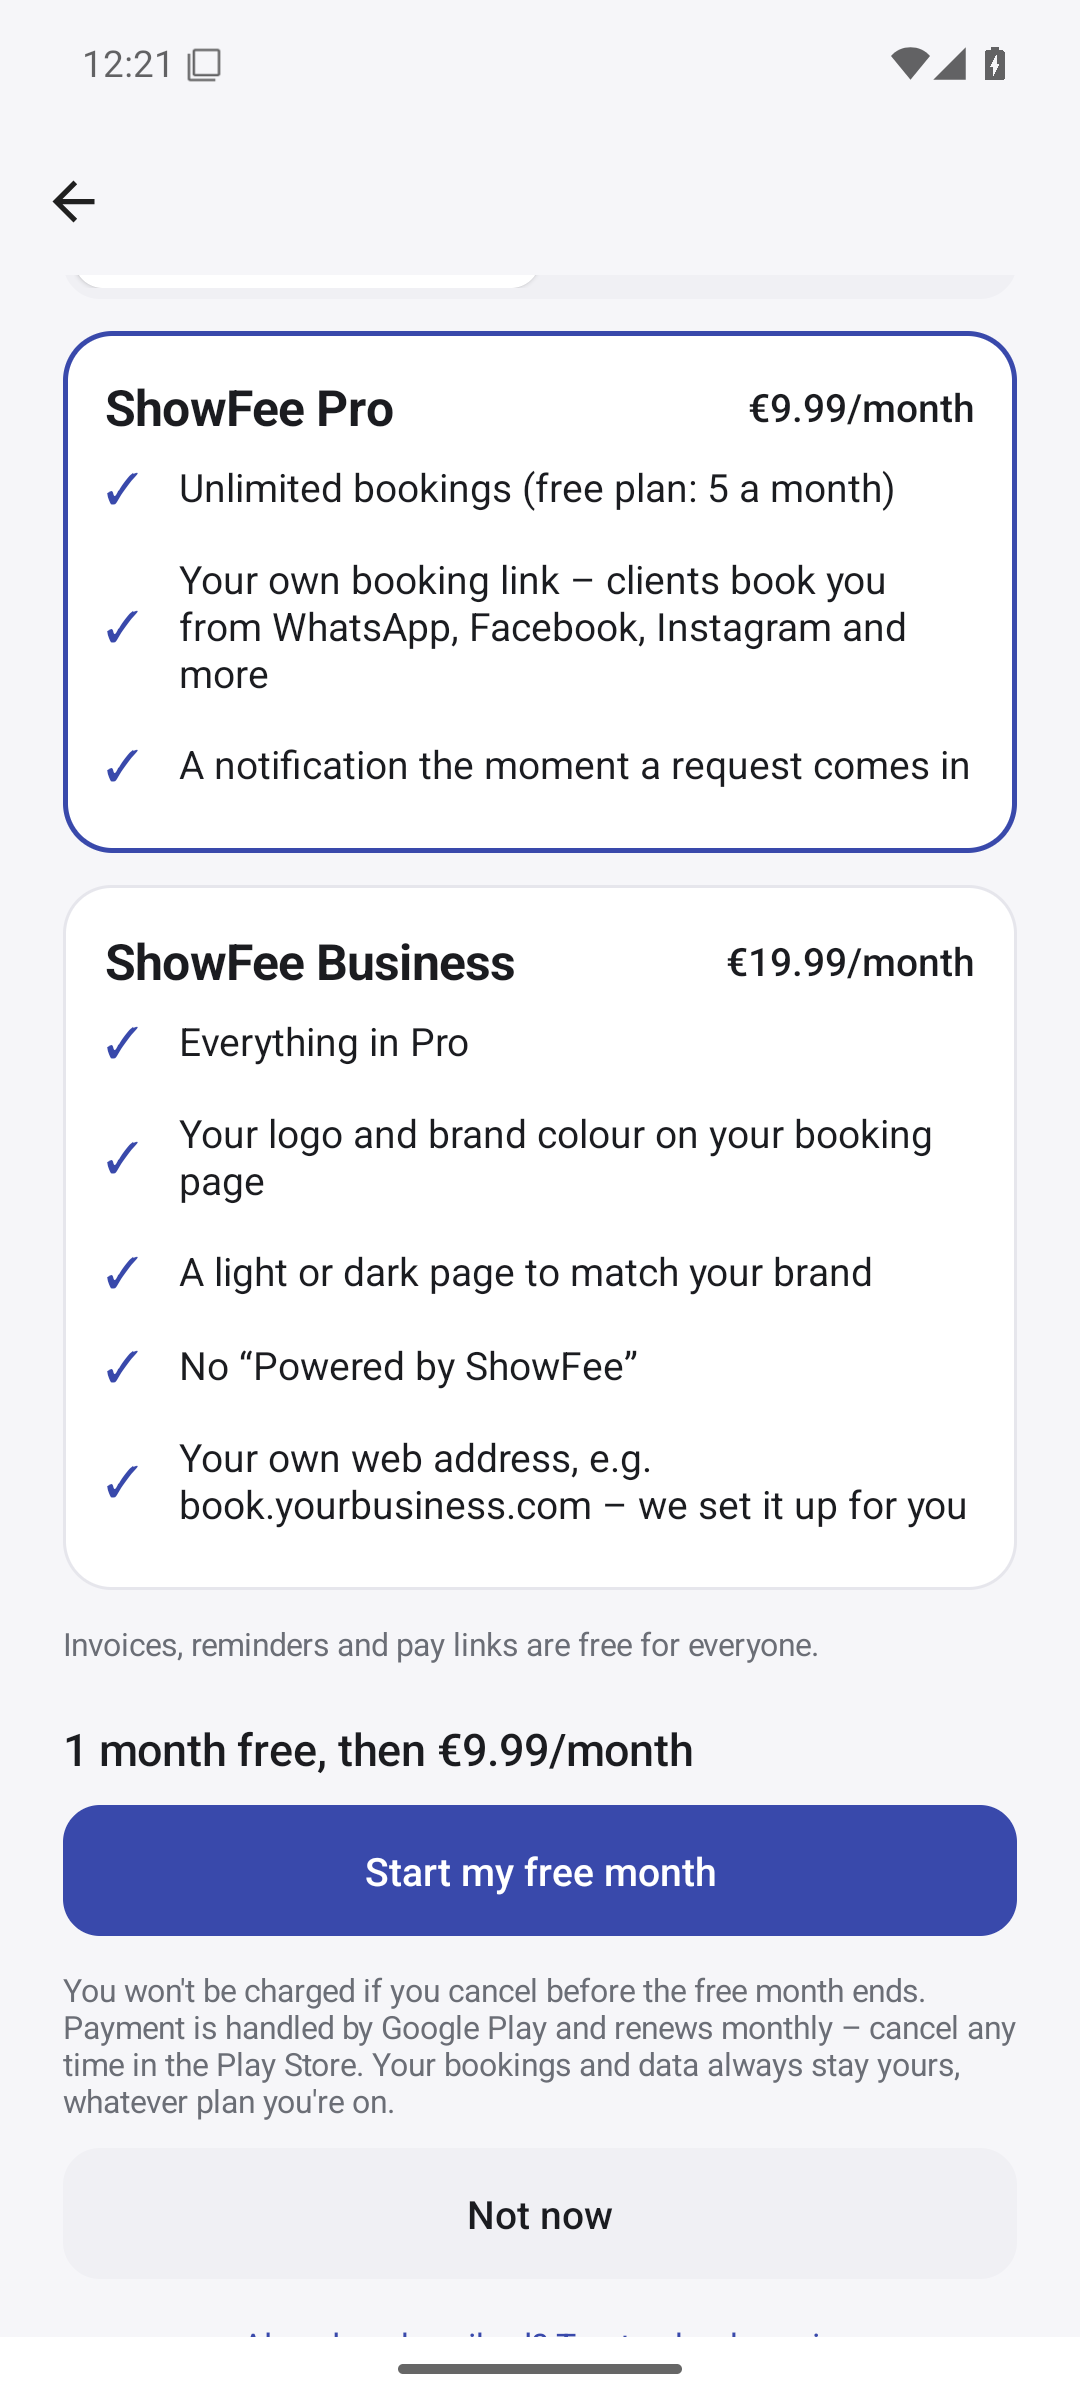 12:21
ShowFee Pro
€9.99/month
✓ Unlimited bookings (free plan: 5 a month)
✓ Your own booking link – clients book you
from WhatsApp, Facebook, Instagram and
more
✓ A notification the moment a request comes in
ShowFee Business
€19.99/month
✓ Everything in Pro
✓ Your logo and brand colour on your booking
page
✓ A light or dark page to match your brand
✓ No “Powered by ShowFee”
✓ Your own web address, e.g.
book.yourbusiness.com – we set it up for you
Invoices, reminders and pay links are free for everyone.
1 month free, then €9.99/month
Start my free month
You won't be charged if you cancel before the free month ends.
Payment is handled by Google Play and renews monthly – cancel any
time in the Play Store. Your bookings and data always stay yours,
whatever plan you're on.
Not now